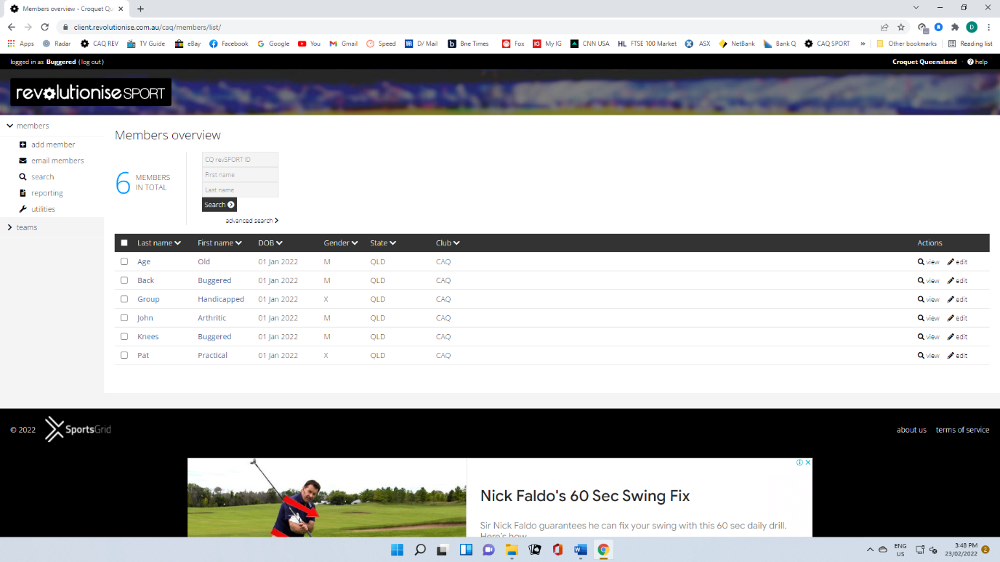 Members overview - Croquet Qu
client.revolutionise.com.au/caq/members/list/
D
Apps Radar CAQ REV TV Guide eBay Facebook Google You Gmail Speed D/ Mail Bne Times Fox My IG CNN USA FTSE 100 Market ASX NetBank Bank Q CAQ SPORT » Other bookmarks Reading list
logged in as Buggered (log out) Croquet Queensland help
revolutionise SPORT
members
add member
email members
search
reporting
utilities
teams
Members overview
6 MEMBERS IN TOTAL
CQ revSPORT ID
First name
Last name
Search
advanced search
Last name First name DOB Gender State Club Actions
Age Old 01 Jan 2022 M QLD CAQ view edit
Back Buggered 01 Jan 2022 M QLD CAQ view edit
Group Handicapped 01 Jan 2022 X QLD CAQ view edit
John Arthritic 01 Jan 2022 M QLD CAQ view edit
Knees Buggered 01 Jan 2022 M QLD CAQ view edit
Pat Practical 01 Jan 2022 X QLD CAQ view edit
© 2022 SportsGrid about us terms of service
Nick Faldo's 60 Sec Swing Fix
Sir Nick Faldo guarantees he can fix your swing with this 60 sec daily drill.
Here's how
ENG
US
3:48 PM
23/02/2022
2